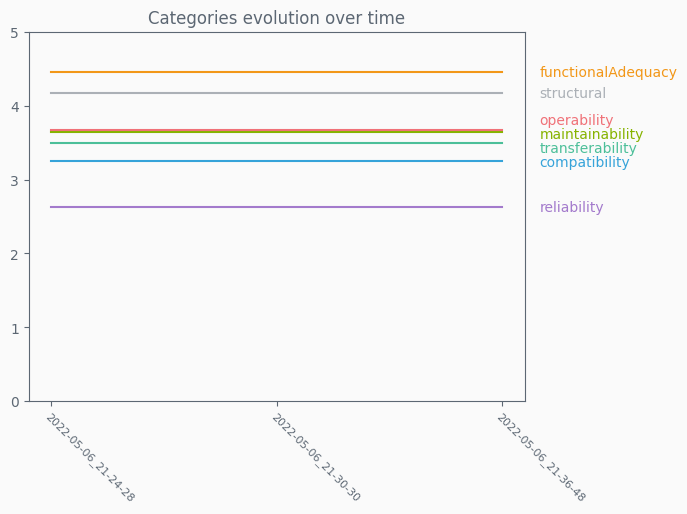 Categories evolution over time
5
4
3
2
1
0
functionalAdequacy
structural
operability
maintainability
transferability
compatibility
reliability
2022-05-06_21-24-28
2022-05-06_21-30-30
2022-05-06_21-36-48